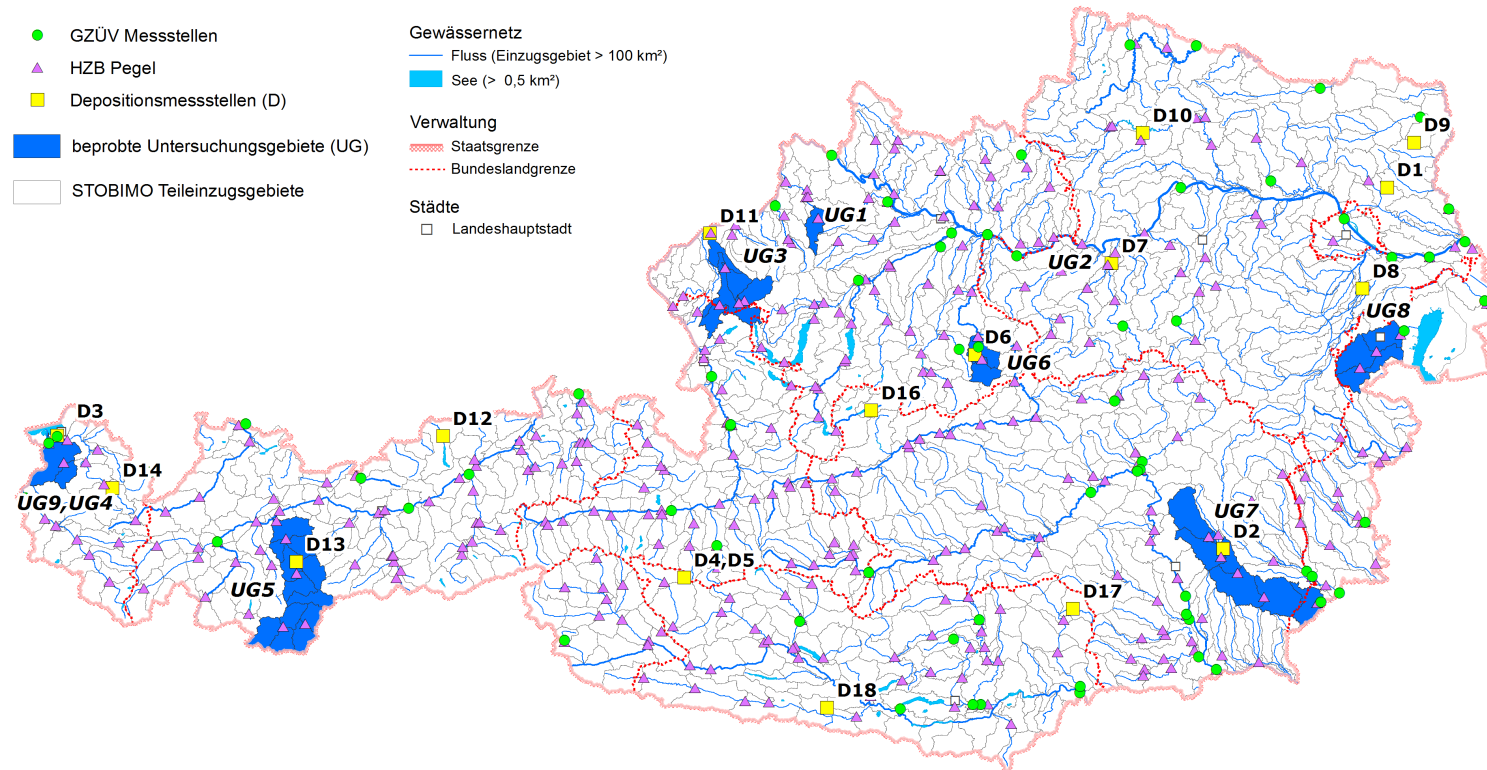 GZÜV Messstellen
HZB Pegel
Depositionsmessstellen (D)
beprobte Untersuchungsgebiete (UG)
STOBIMO Teileinzugsgebiete
Gewässernetz
Fluss (Einzugsgebiet > 100 km²)
See (> 0,5 km²)
Verwaltung
Staatsgrenze
Bundeslandgrenze
Städte
Landeshauptstadt
D10
D9
D1
D11
UG1
UG3
UG2
D7
D8
UG8
D6
UG6
D16
D3
D12
D14
UG9,UG4
UG7
D2
D13
D4,D5
UG5
D17
D18